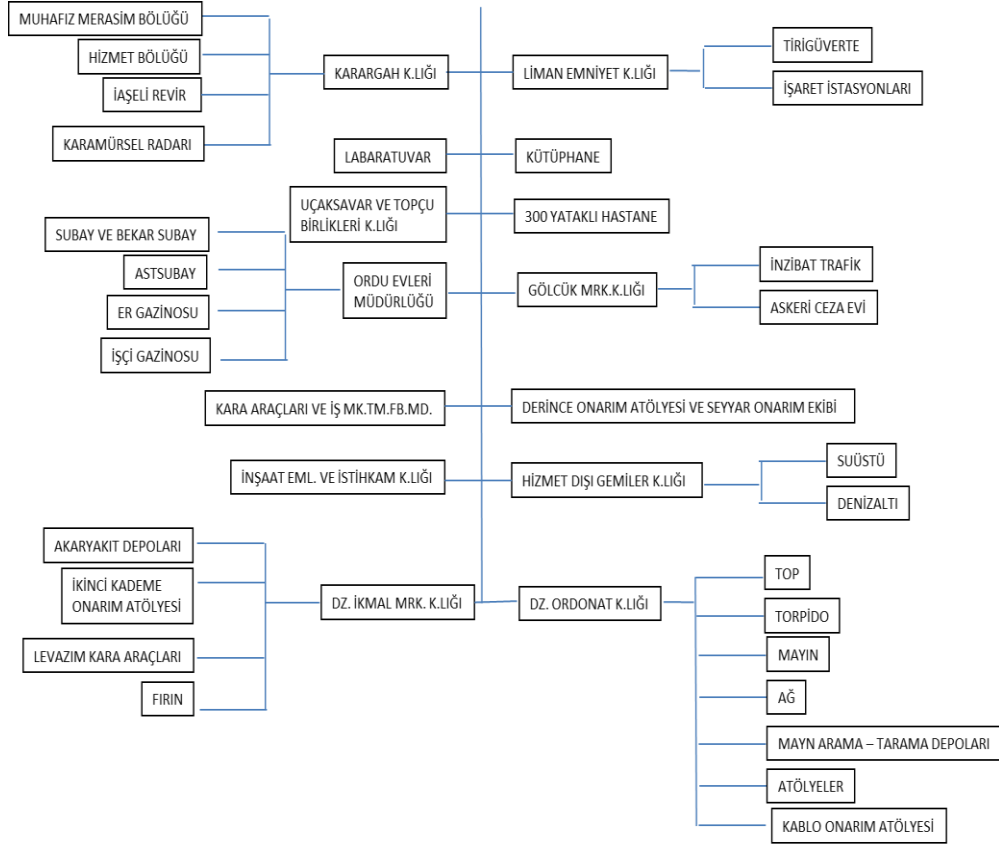 MUHAFIZ MERASİM BÖLÜĞÜ
HİZMET BÖLÜĞÜ
İAŞELİ REVİR
KARAMÜRSEL RADARI
KARARGAH K.LIĞI
LİMAN EMNİYET K.LIĞI
TİRİGÜVERTE
İŞARET İSTASYONLARI
LABARATUVAR
KÜTÜPHANE
UÇAKSAVAR VE TOPÇU
BİRLİKLERİ K.LIĞI
300 YATAKLI HASTANE
SUBAY VE BEKAR SUBAY
ASTSUBAY
ER GAZİNOSU
İŞÇİ GAZİNOSU
ORDU EVLERİ
MÜDÜRLÜĞÜ
GÖLCÜK MRK.K.LIĞI
İNZİBAT TRAFİK
ASKERİ CEZA EVİ
KARA ARAÇLARI VE İŞ MK.TM.FB.MD.
DERİNCE ONARIM ATÖLYESİ VE SEYYAR ONARIM EKİBİ
İNŞAAT EML. VE İSTİHKAM K.LIĞI
HİZMET DIŞI GEMİLER K.LIĞI
SUÜSTÜ
DENİZALTI
AKARYAKIT DEPOLARI
İKİNCİ KADEME
ONARIM ATÖLYESİ
LEVAZIM KARA ARAÇLARI
FIRIN
DZ. İKMAL MRK. K.LIĞI
DZ. ORDONAT K.LIĞI
TOP
TORPİDO
MAYIN
AĞ
MAYN ARAMA – TARAMA DEPOLARI
ATÖLYELER
KABLO ONARIM ATÖLYESİ